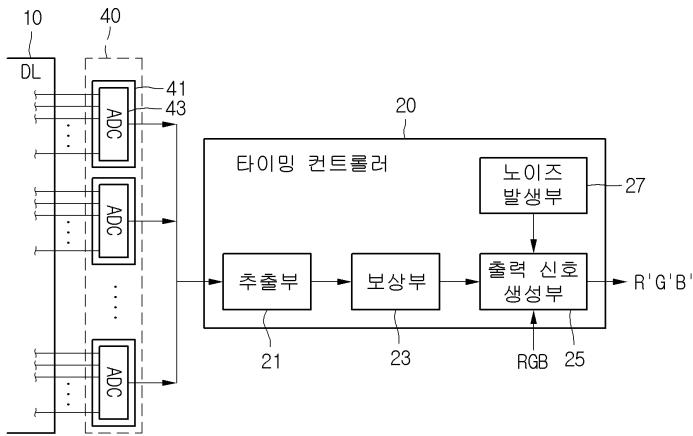 10
40
DL
41
43
ADC
20
타이밍 컨트롤러
노이즈
발생부
27
ADC
추출부
보상부
출력 신호
생성부
R'G'B'
21
23
RGB
25
ADC